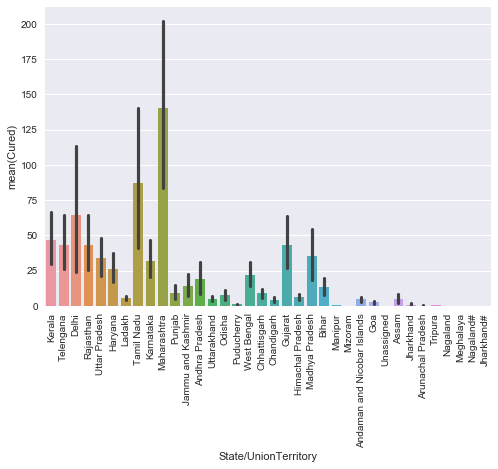 200
175
150
125
100
75
50
25
0
mean(Cured)
Kerala
Telengana
Delhi
Rajasthan
Uttar Pradesh
Haryana
Ladakh
Tamil Nadu
Karnataka
Maharashtra
Punjab
Jammu and Kashmir
Andhra Pradesh
Uttarakhand
Odisha
Puducherry
West Bengal
Chhattisgarh
Chandigarh
Gujarat
Himachal Pradesh
Madhya Pradesh
Bihar
Manipur
Mizoram
Andaman and Nicobar Islands
Goa
Unassigned
Assam
Jharkhand
Arunachal Pradesh
Tripura
Nagaland
Meghalaya
Nagaland#
Jharkhand#
State/UnionTerritory